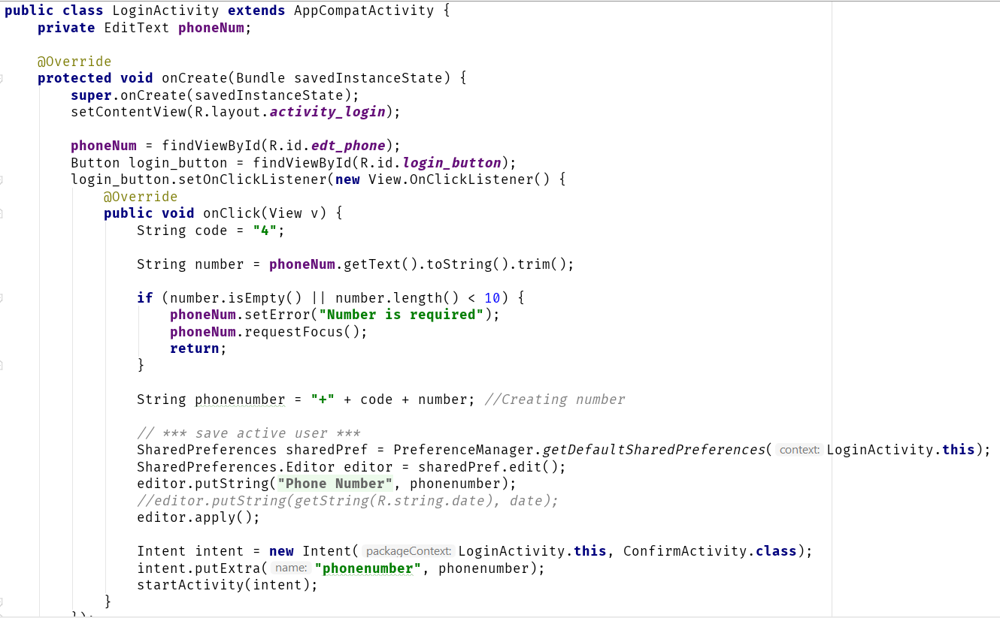 public class LoginActivity extends AppCompatActivity {
    private EditText phoneNum;

    @Override
    protected void onCreate(Bundle savedInstanceState) {
        super.onCreate(savedInstanceState);
        setContentView(R.layout.activity_login);

        phoneNum = findViewById(R.id.edt_phone);
        Button login_button = findViewById(R.id.login_button);
        login_button.setOnClickListener(new View.OnClickListener() {
            @Override
            public void onClick(View v) {
                String code = "4";

                String number = phoneNum.getText().toString().trim();

                if (number.isEmpty() || number.length() < 10) {
                    phoneNum.setError("Number is required");
                    phoneNum.requestFocus();
                    return;
                }

                String phonenumber = "+" + code + number; //Creating number

                // *** save active user ***
                SharedPreferences sharedPref = PreferenceManager.getDefaultSharedPreferences( context: LoginActivity.this);
                SharedPreferences.Editor editor = sharedPref.edit();
                editor.putString("Phone Number", phonenumber);
                //editor.putString(getString(R.string.date), date);
                editor.apply();

                Intent intent = new Intent( packageContext: LoginActivity.this, ConfirmActivity.class);
                intent.putExtra( name: "phonenumber", phonenumber);
                startActivity(intent);
            }
        });